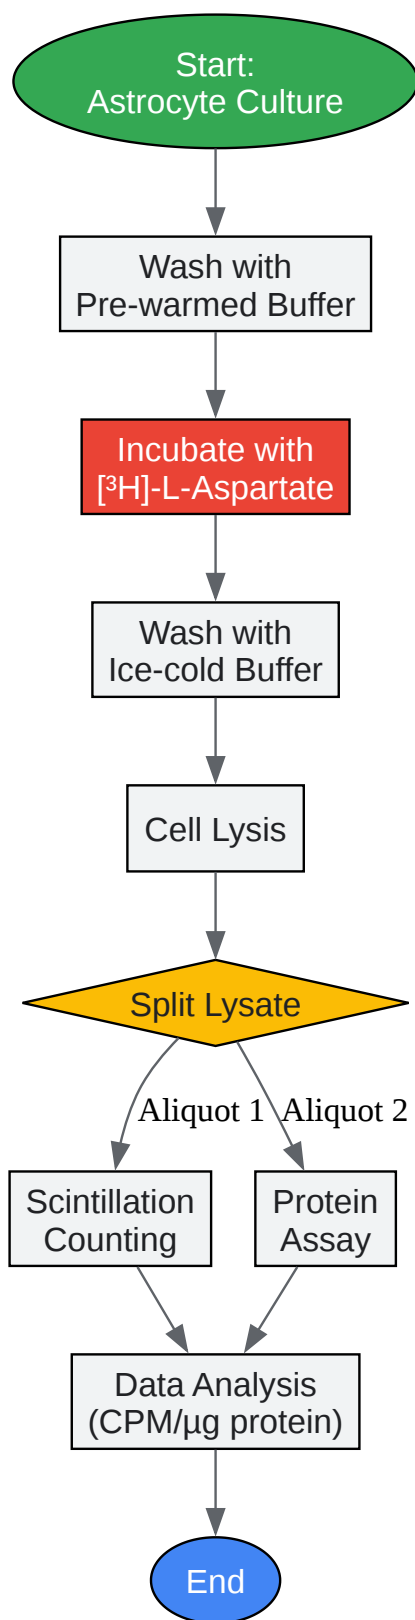 Start:
Astrocyte Culture
Wash with
Pre-warmed Buffer
Incubate with
[³H]-L-Aspartate
Wash with
Ice-cold Buffer
Cell Lysis
Split Lysate
Aliquot 1
Aliquot 2
Scintillation
Counting
Protein
Assay
Data Analysis
(CPM/µg protein)
End